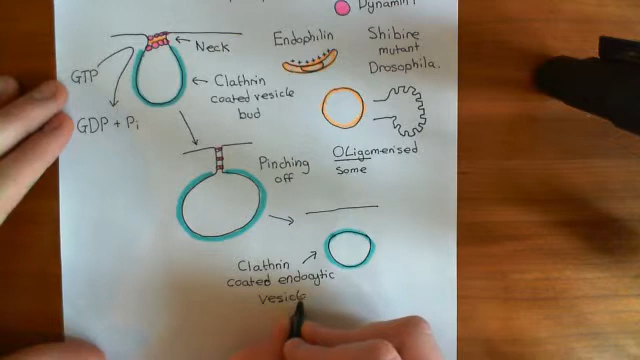 Dynamin 1
Neck
GTP
GDP + Pi
Clathrin
coated vesicle
bud
Endophilin
Shibire
mutant
Drosophila.
OLigomerised
some
Pinching
off
Clathrin
coated endocytic
vesicle